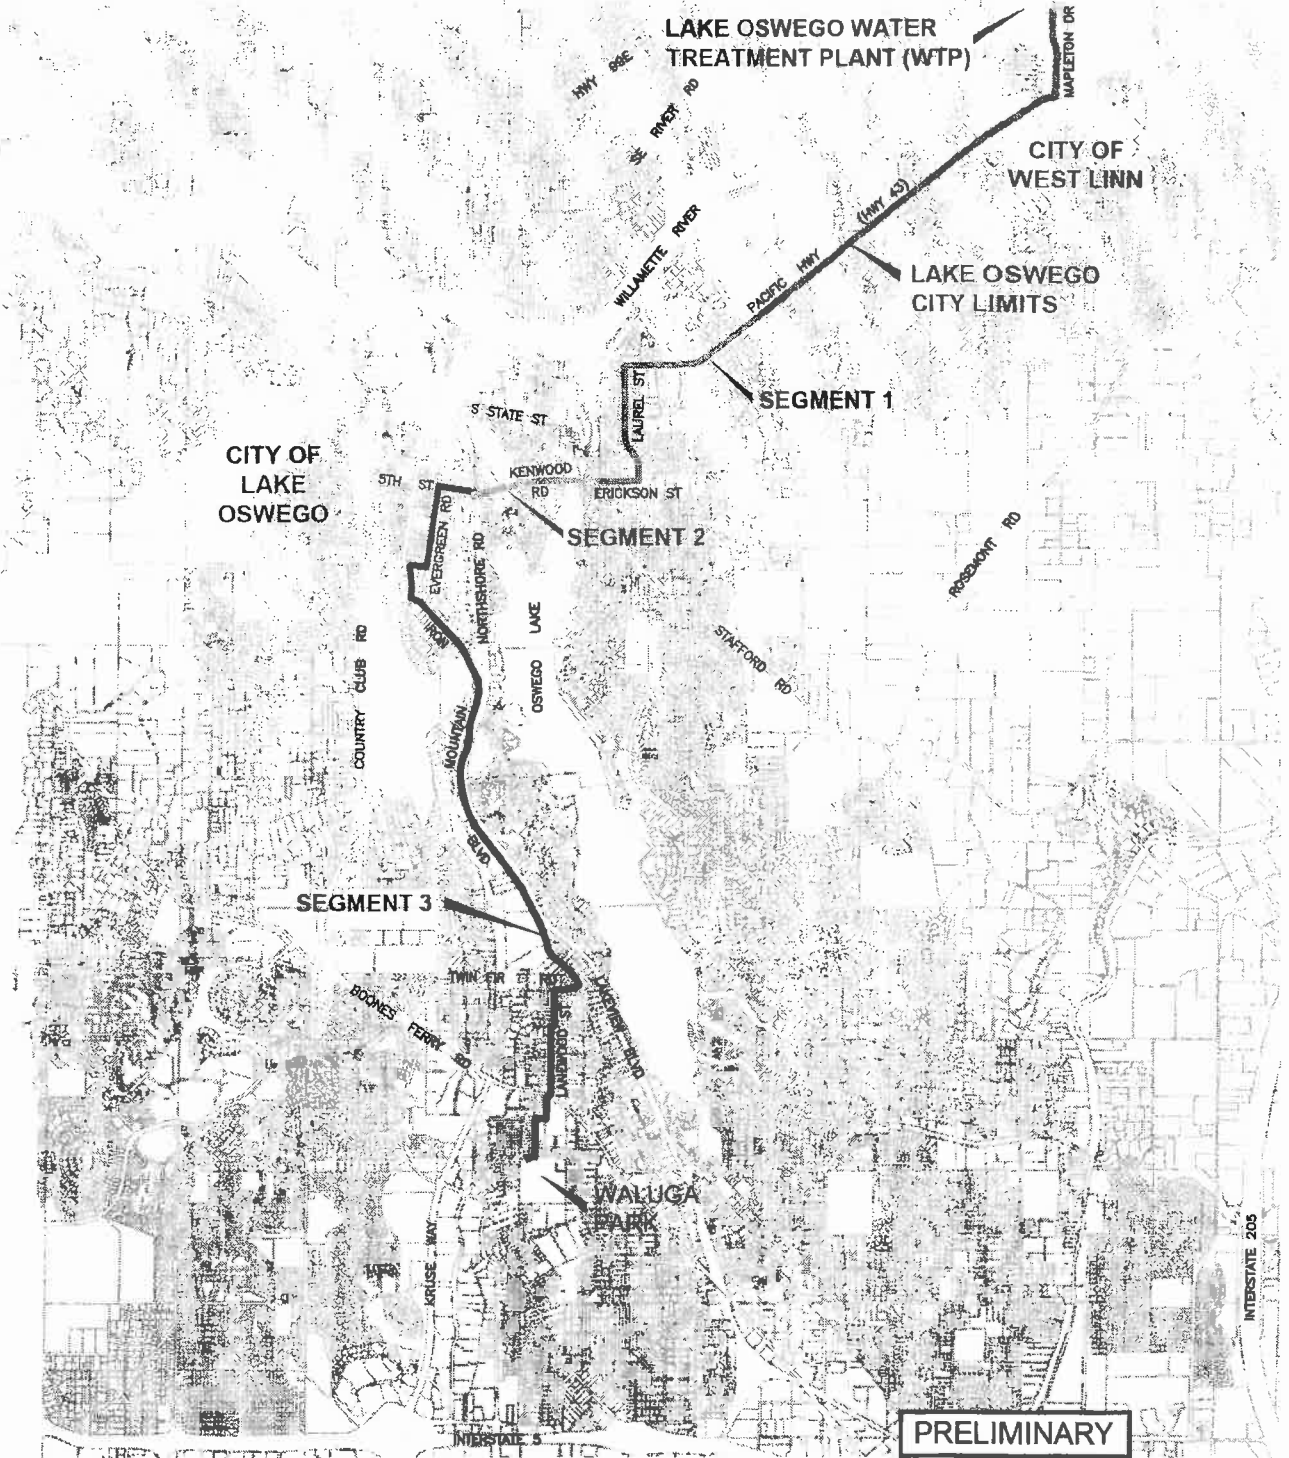 LAKE OSWEGO WATER
TREATMENT PLANT (WTP)
MAPLETON DR
HWY 99E
SE RIVER RD
CITY OF
WEST LINN
(HWY 43)
WILLAMETTE RIVER
PACIFIC HWY
LAKE OSWEGO
CITY LIMITS
LAUREL ST
SEGMENT 1
S STATE ST
CITY OF
LAKE
OSWEGO
5TH ST
KENWOOD
RD
ERICKSON ST
EVERGREEN RD
SEGMENT 2
NORTHSHORE RD
ROSEMONT RD
IRON
MOUNTAIN
BLVD.
OSWEGO LAKE
COUNTRY CLUB RD
STAFFORD RD
SEGMENT 3
TWIN FIR RD
BOONES FERRY RD
LANEWOOD ST
LAKEVIEW BLVD
WALUGA
PARK
KRUSE WAY
INTERSTATE 205
INTERSTATE 5
PRELIMINARY